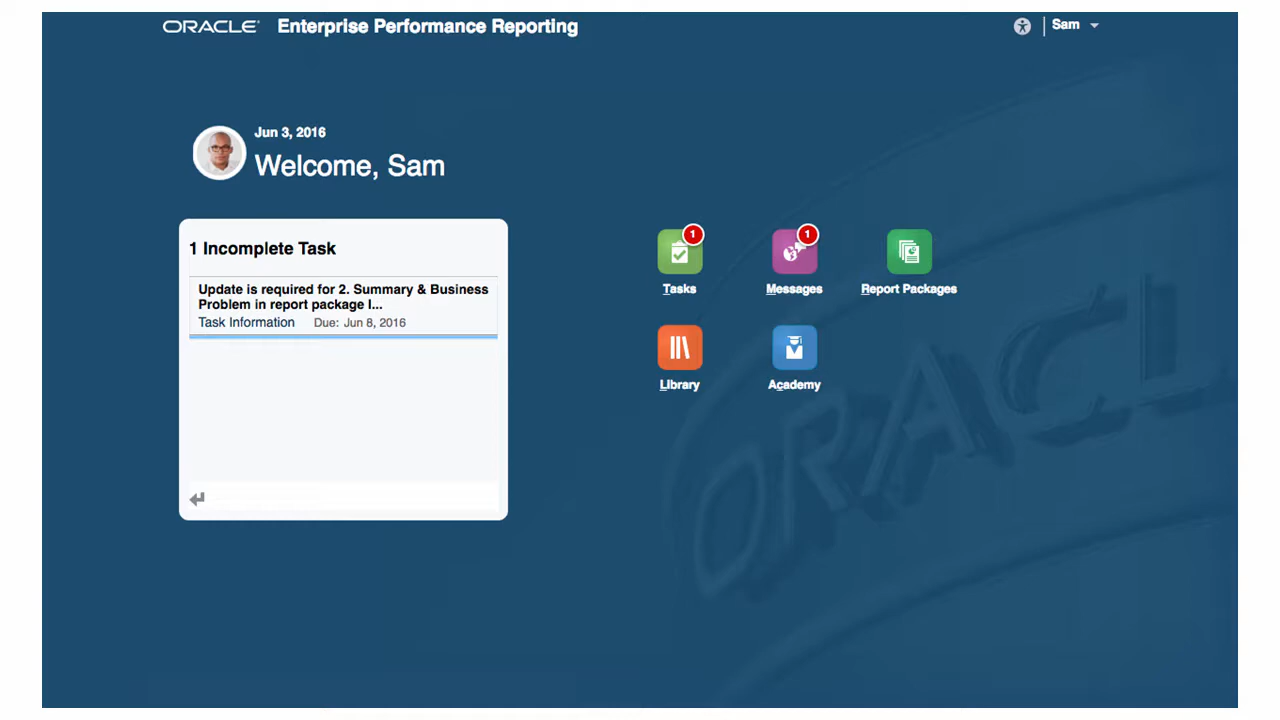 ORACLE Enterprise Performance Reporting
Sam
Jun 3, 2016
Welcome, Sam
1 Incomplete Task
Update is required for 2. Summary & Business
Problem in report package I...
Task Information Due: Jun 8, 2016
1
Tasks
1
Messages
Report Packages
Library
Academy
ORACL